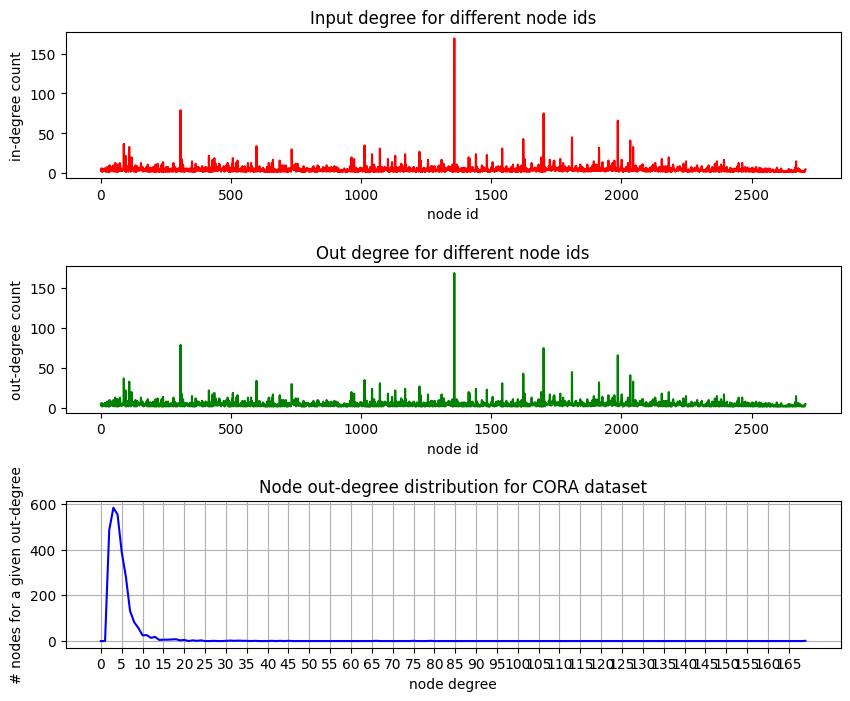 Input degree for different node ids
in-degree count
150
100
50
0
0 500 1000 1500 2000 2500
node id
Out degree for different node ids
out-degree count
150
100
50
0
0 500 1000 1500 2000 2500
node id
Node out-degree distribution for CORA dataset
# nodes for a given out-degree
600
400
200
0
0 5 10 15 20 25 30 35 40 45 50 55 60 65 70 75 80 85 90 95 100 105 110 115 120 125 130 135 140 145 150 155 160 165
node degree